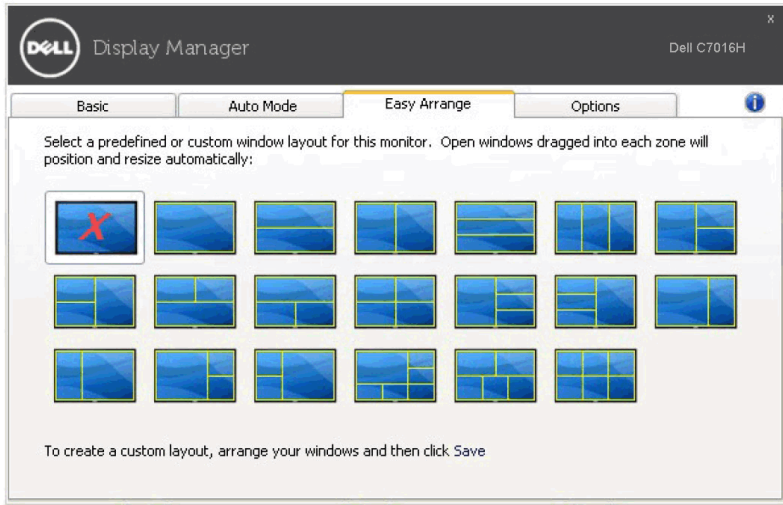 x
DELL
Display Manager
Dell C7016H
Basic
Auto Mode
Easy Arrange
Options
i
Select a predefined or custom window layout for this monitor. Open windows dragged into each zone will
position and resize automatically:
X
To create a custom layout, arrange your windows and then click Save